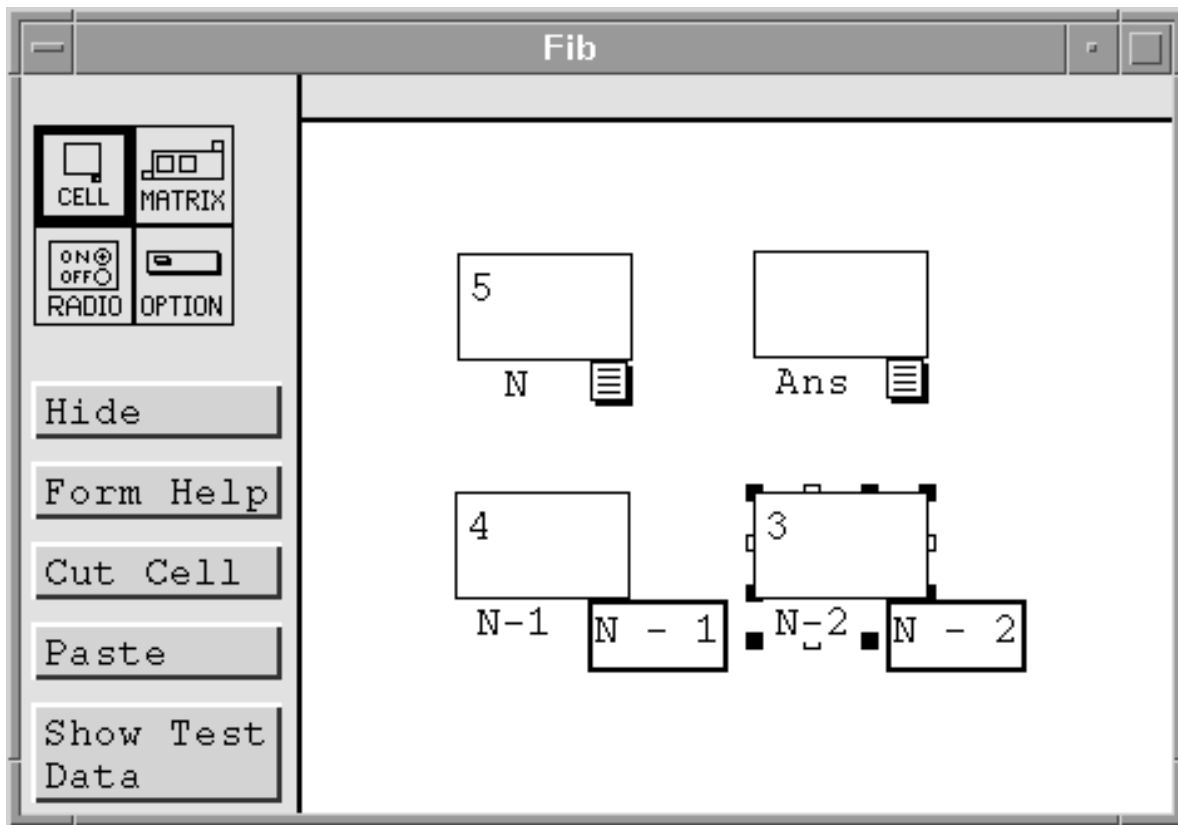 Fib
CELL
MATRIX
ON
OFF
RADIO
OPTION
Hide
Form Help
Cut Cell
Paste
Show Test
Data
5
N
Ans
4
N-1
N - 1
3
N-2
N - 2